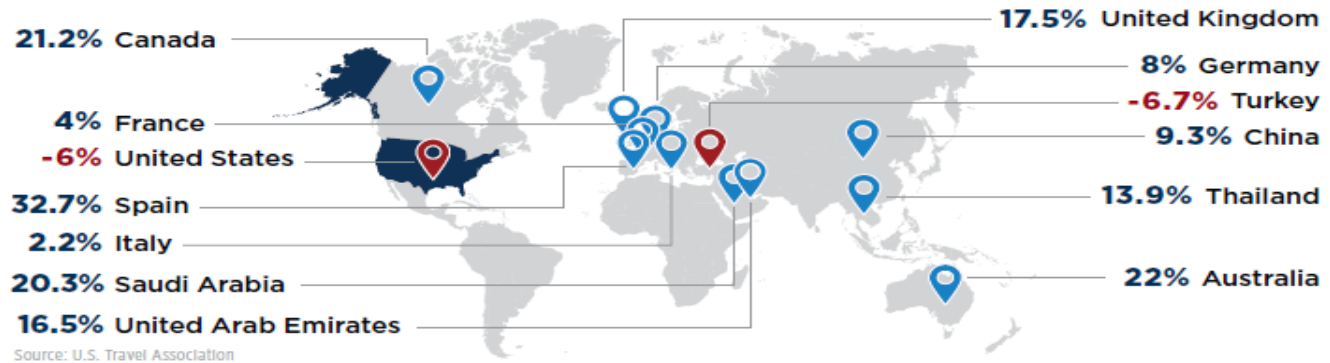 21.2% Canada
4% France
-6% United States
32.7% Spain
2.2% Italy
20.3% Saudi Arabia
16.5% United Arab Emirates
17.5% United Kingdom
8% Germany
-6.7% Turkey
9.3% China
13.9% Thailand
22% Australia
Source: U.S. Travel Association